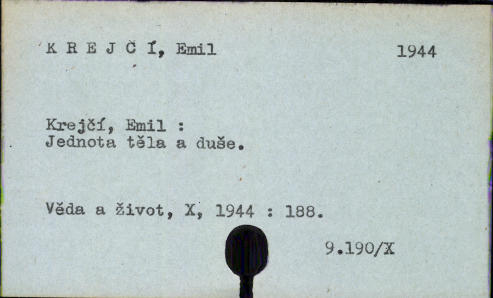 K R E J Č Í, Emil 1944
Krejčí, Emil :
Jednota těla a duše.
Věda a život, X, 1944 : 188.
9.190/X